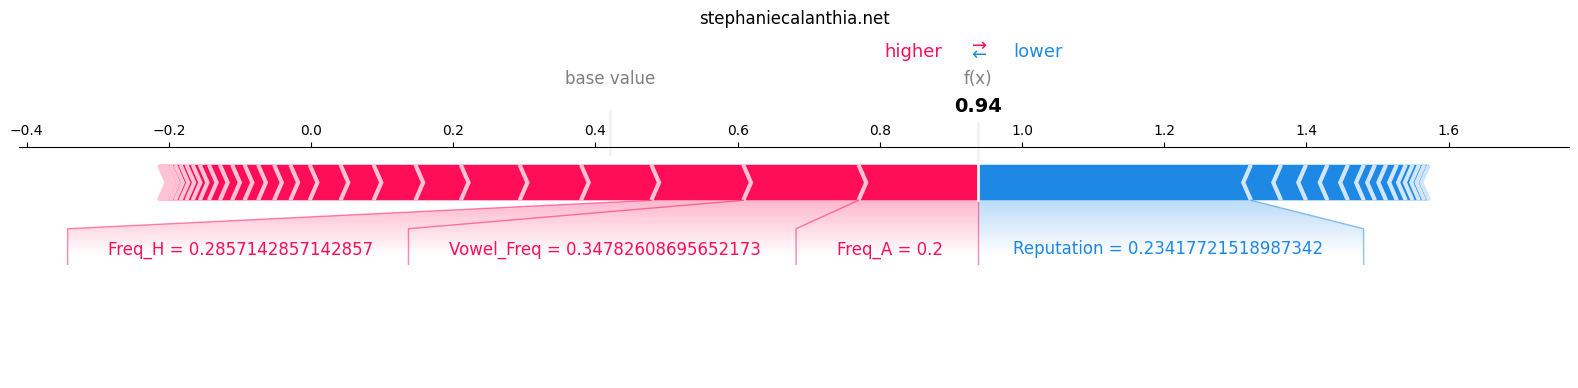 stephaniecalanthia.net
higher → ← lower
base value f(x)
0.94
−0.4 −0.2 0.0 0.2 0.4 0.6 0.8 1.0 1.2 1.4 1.6
Freq_H = 0.2857142857142857 Vowel_Freq = 0.34782608695652173 Freq_A = 0.2 Reputation = 0.23417721518987342